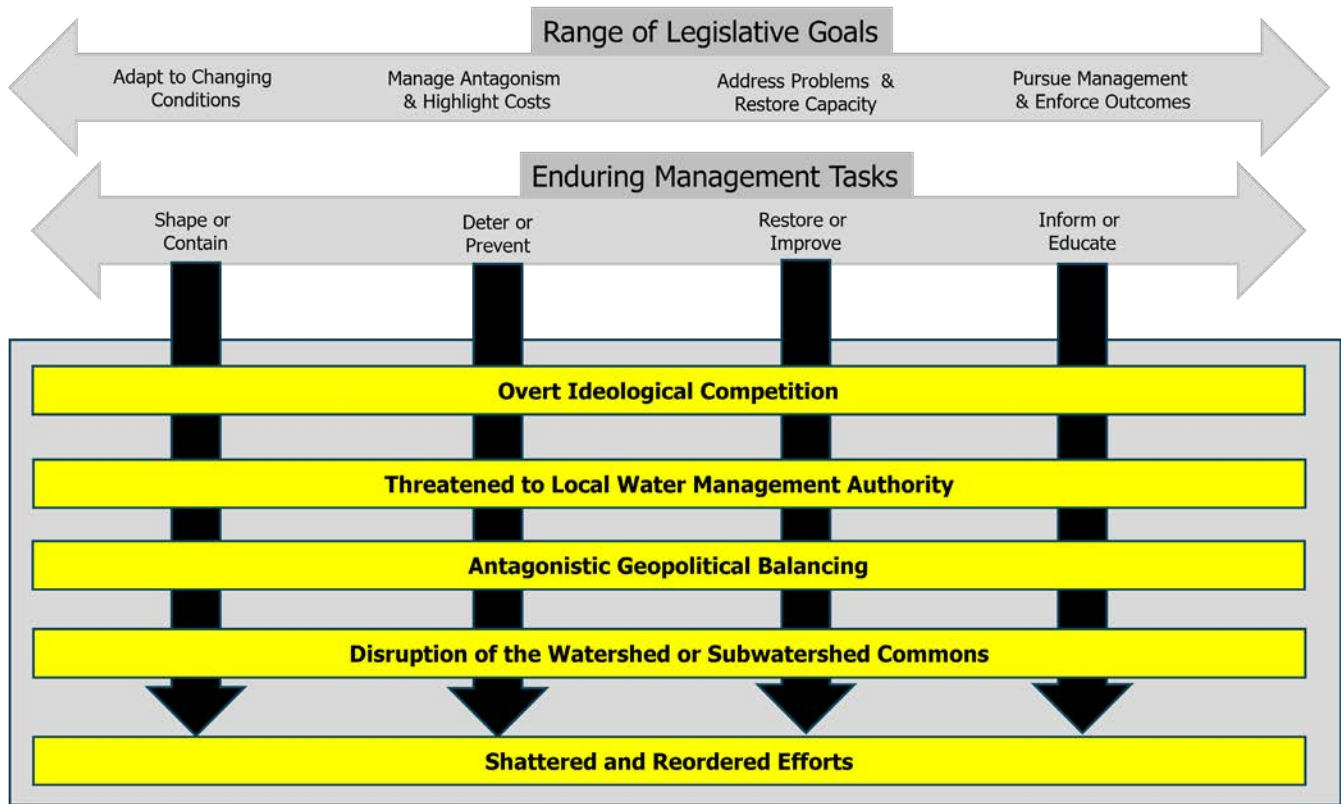 Range of Legislative Goals
Adapt to Changing
Conditions
Manage Antagonism
& Highlight Costs
Address Problems &
Restore Capacity
Pursue Management
& Enforce Outcomes
Enduring Management Tasks
Shape or
Contain
Deter or
Prevent
Restore or
Improve
Inform or
Educate
Overt Ideological Competition
Threatened to Local Water Management Authority
Antagonistic Geopolitical Balancing
Disruption of the Watershed or Subwatershed Commons
Shattered and Reordered Efforts